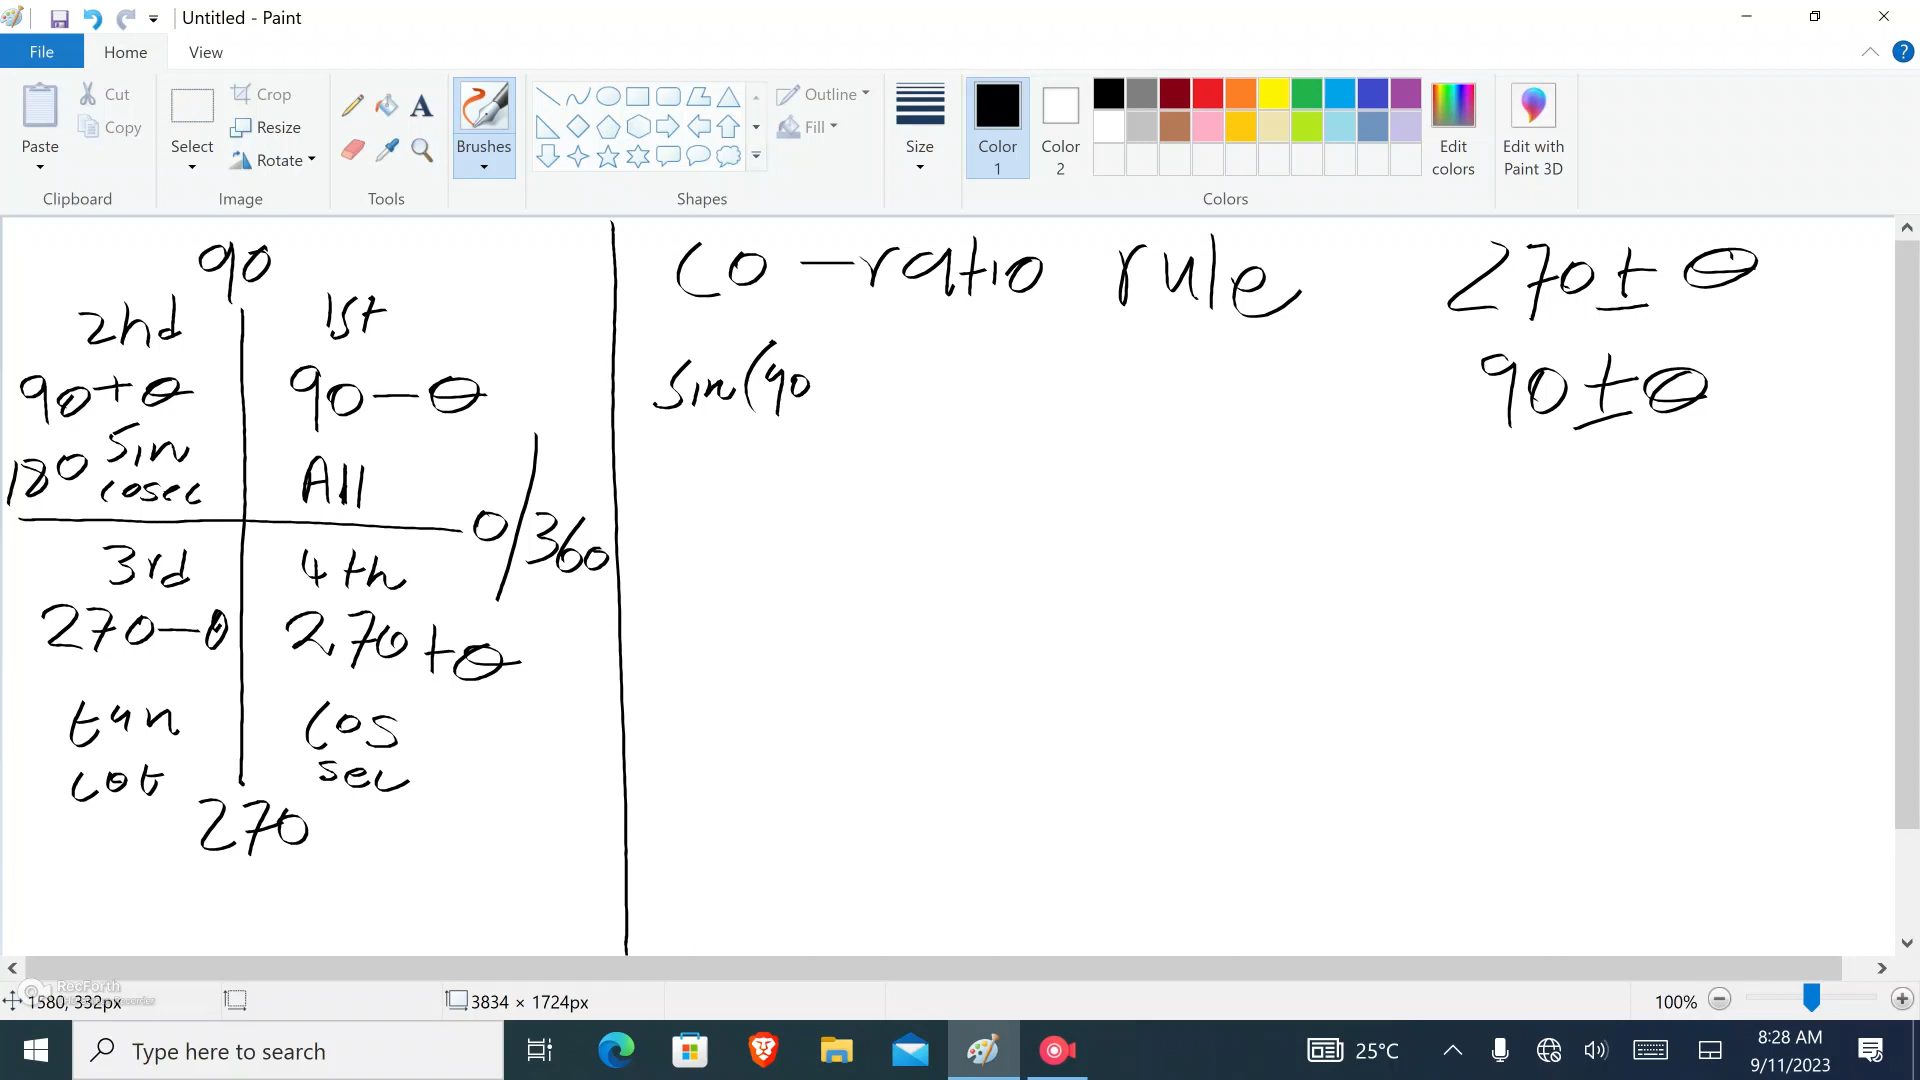 Untitled - Paint
File Home View
Paste
Cut
Copy
Clipboard
Select
Crop
Resize
Rotate
Image
Tools
Brushes
Shapes
Outline
Fill
Size
Color 1
Color 2
Colors
Edit colors
Edit with Paint 3D
90
2nd 1st
90+θ 90-θ
180 sin cosec All
0/360
3rd 4th
270-θ 270+θ
tan cos
cot sec
270
co-ratio rule
sin(90
270±θ
90±θ
RecForth
1580, 332px
3834 × 1724px
100%
Type here to search
25°C
8:28 AM
9/11/2023